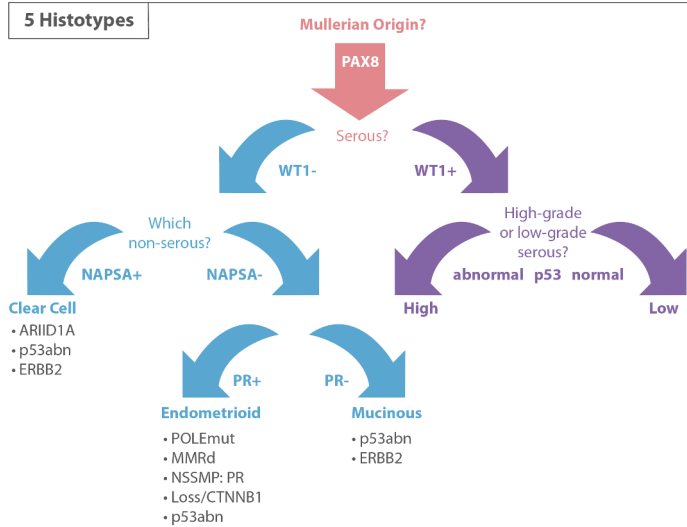 5 Histotypes
Mullerian Origin?
PAX8
Serous?
WT1-
WT1+
Which
non-serous?
NAPSA+
NAPSA-
High-grade
or low-grade
serous?
abnormal p53 normal
High
Low
Clear Cell
• ARIID1A
• p53abn
• ERBB2
PR+
PR-
Endometrioid
• POLEmut
• MMRd
• NSSMP: PR
• Loss/CTNNB1
• p53abn
Mucinous
• p53abn
• ERBB2